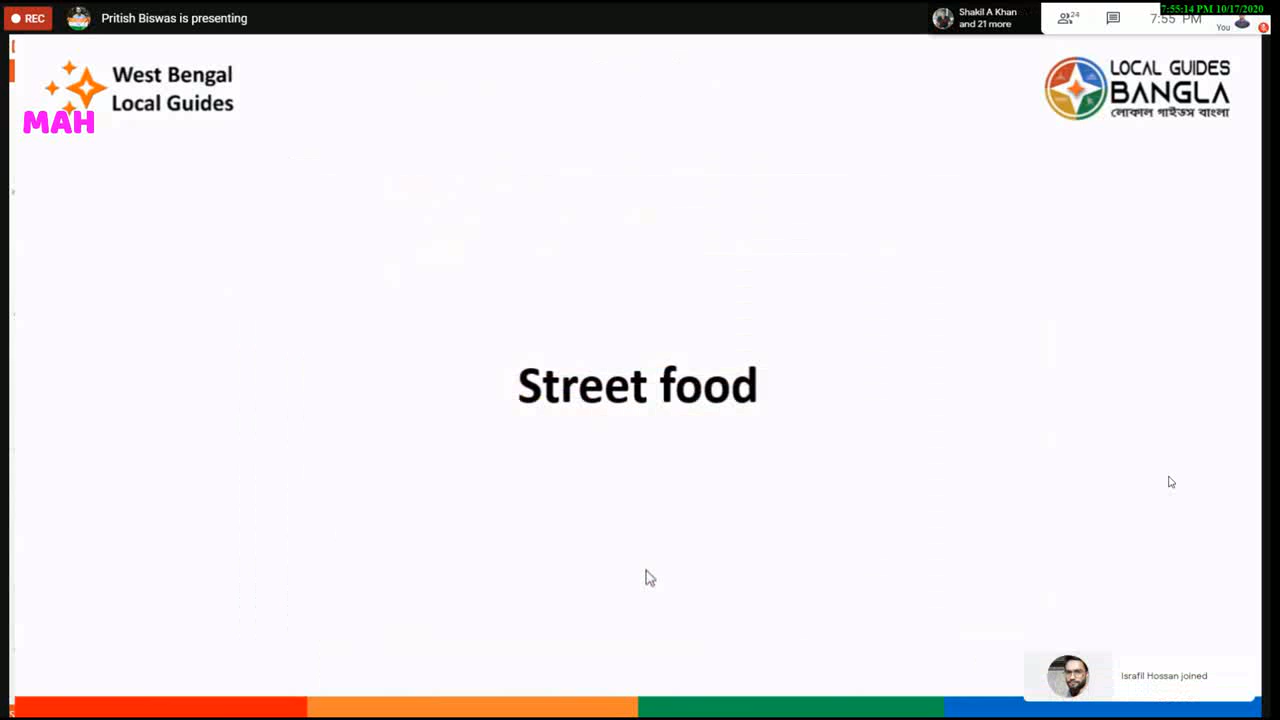 REC
Pritish Biswas is presenting
Shakil A Khan
and 21 more
24
7:55 PM
7:55:14 PM 10/17/2020
You
West Bengal
Local Guides
MAH
LOCAL GUIDES
BANGLA
লোকাল গাইডস বাংলা
Street food
Israfil Hossan joined